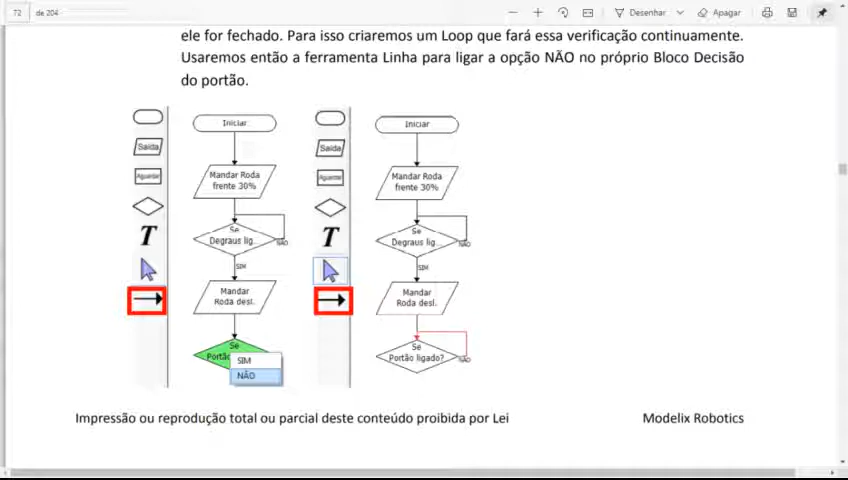 72 de 204 Desenhar Apagar
ele for fechado. Para isso criaremos um Loop que fará essa verificação continuamente.
Usaremos então a ferramenta Linha para ligar a opção NÃO no próprio Bloco Decisão
do portão.
Iniciar
Saída
Mandar Roda
frente 30%
Aguardar
Se
Degraus lig...
NÃO
T
SIM
Mandar
Roda desl.
Se
Portão
SIM
NÃO
Iniciar
Saída
Mandar Roda
frente 30%
Aguardar
Se
Degraus lig...
NÃO
T
SIM
Mandar
Roda desl.
Se
Portão ligado?
NÃO
Impressão ou reprodução total ou parcial deste conteúdo proibida por Lei Modelix Robotics